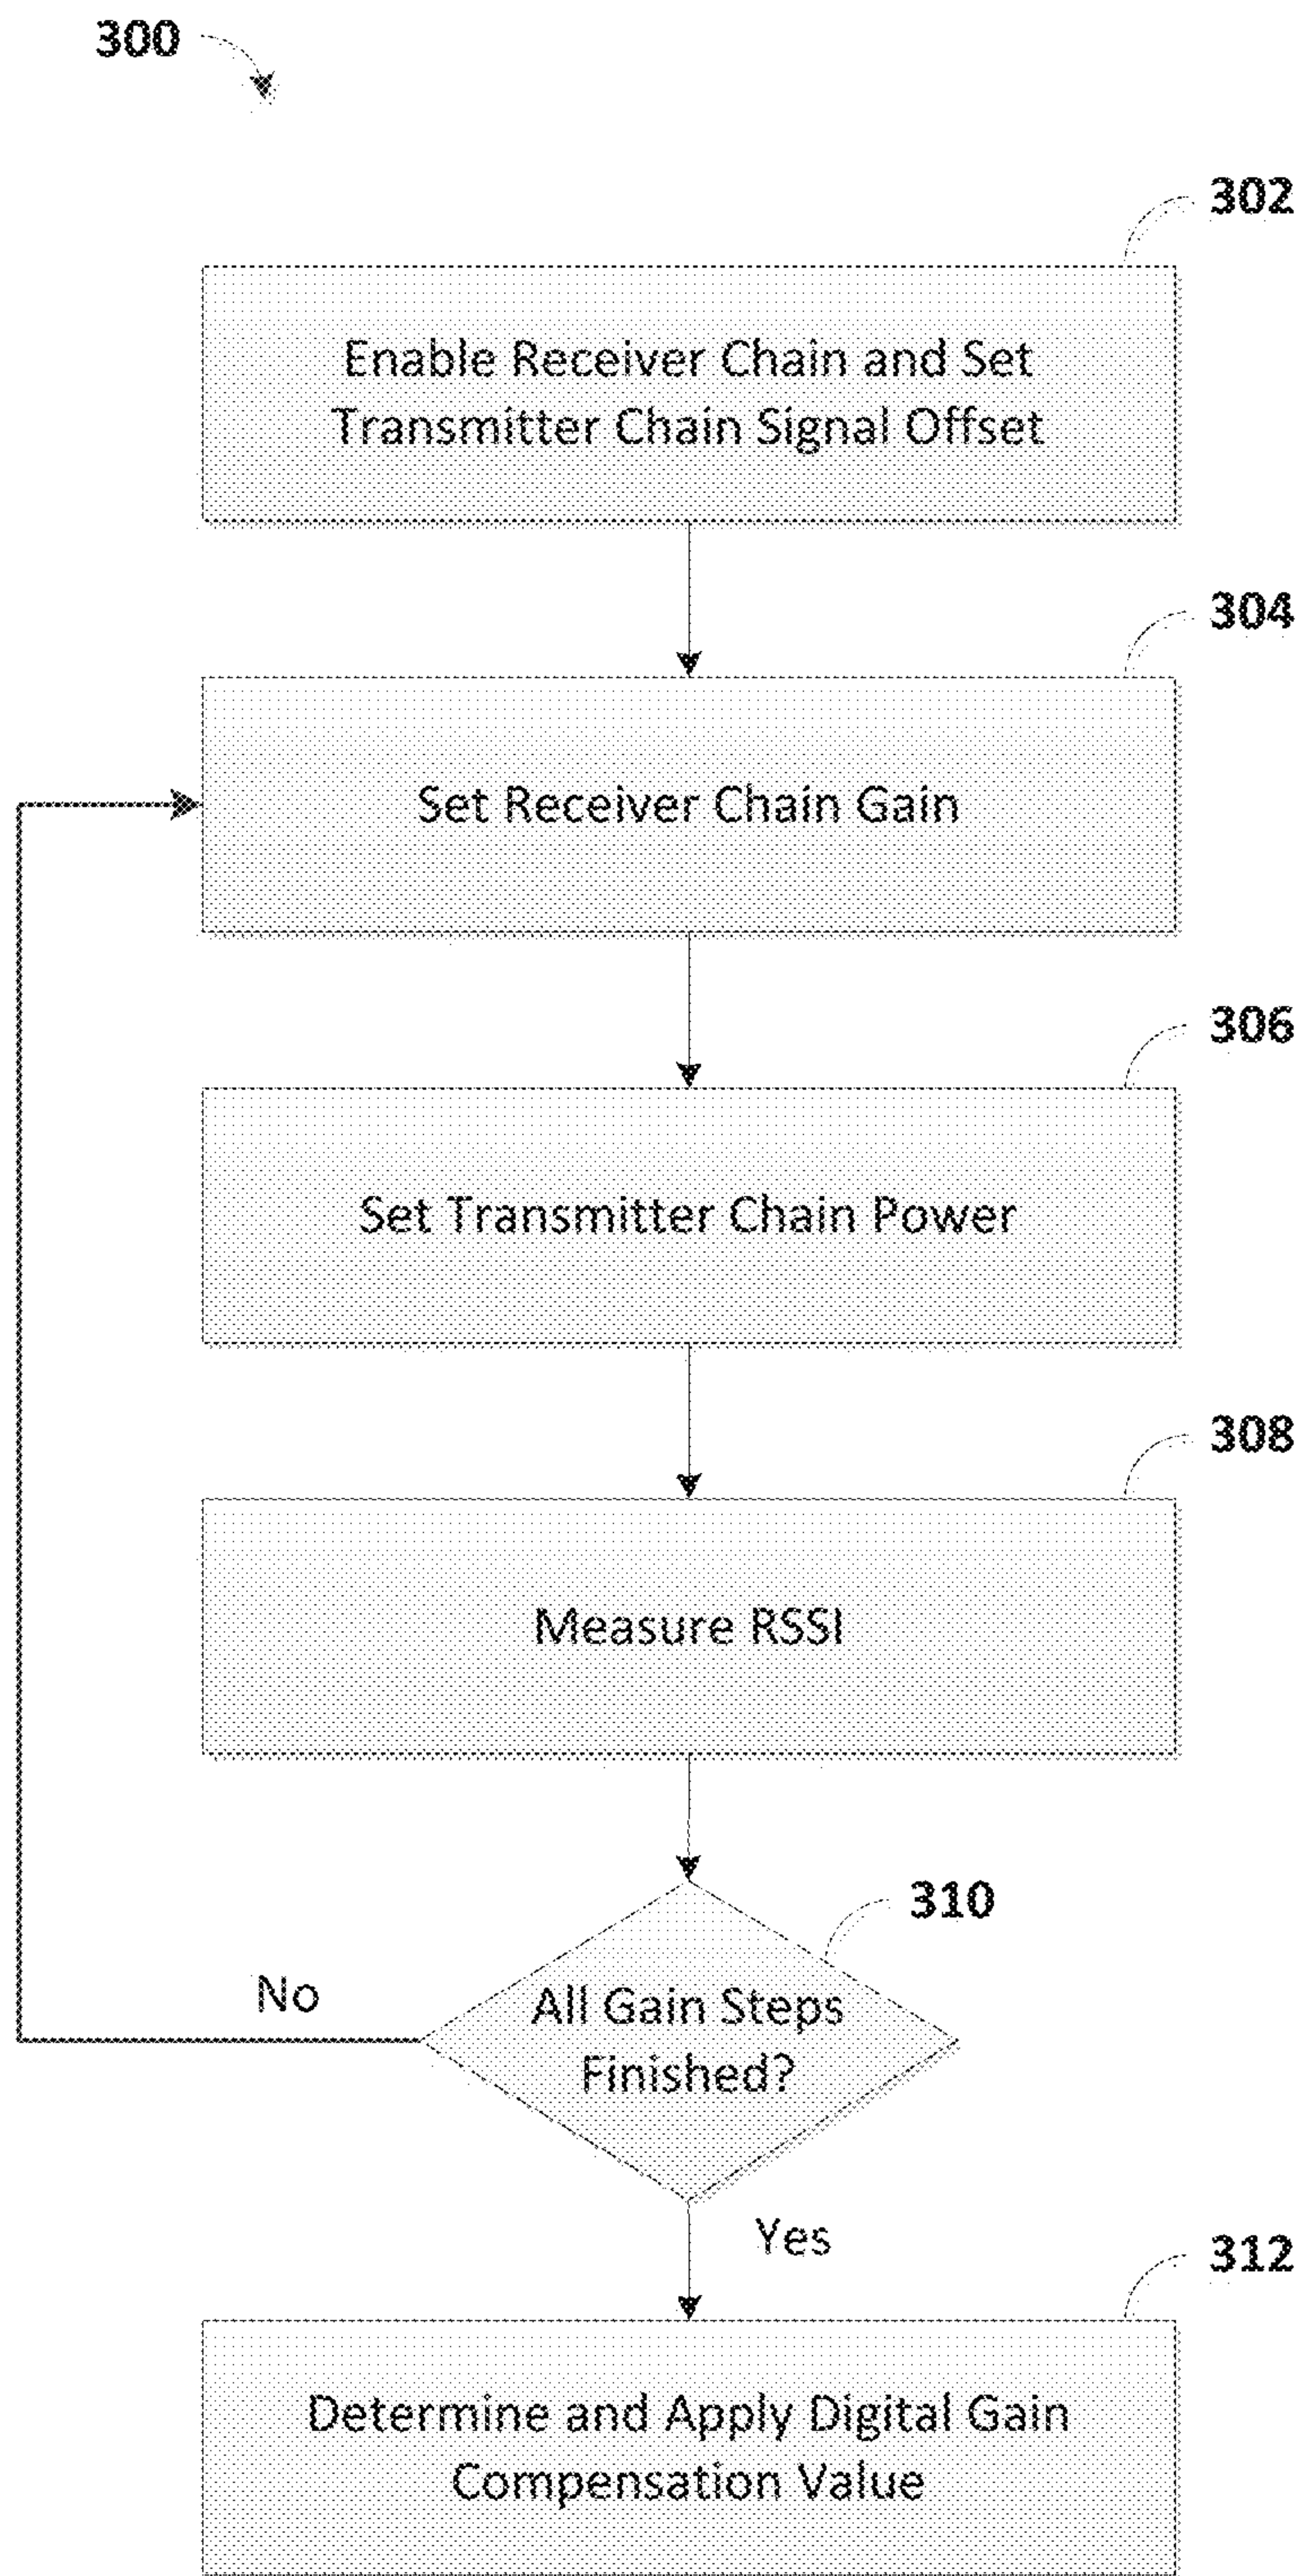 300
302
Enable Receiver Chain and Set
Transmitter Chain Signal Offset
304
Set Receiver Chain Gain
306
Set Transmitter Chain Power
308
Measure RSSI
310
All Gain Steps
Finished?
No
Yes
312
Determine and Apply Digital Gain
Compensation Value